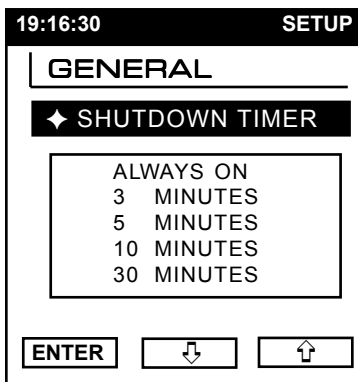 19:16:30 SETUP
GENERAL
✦ SHUTDOWN TIMER
ALWAYS ON
3 MINUTES
5 MINUTES
10 MINUTES
30 MINUTES
ENTER